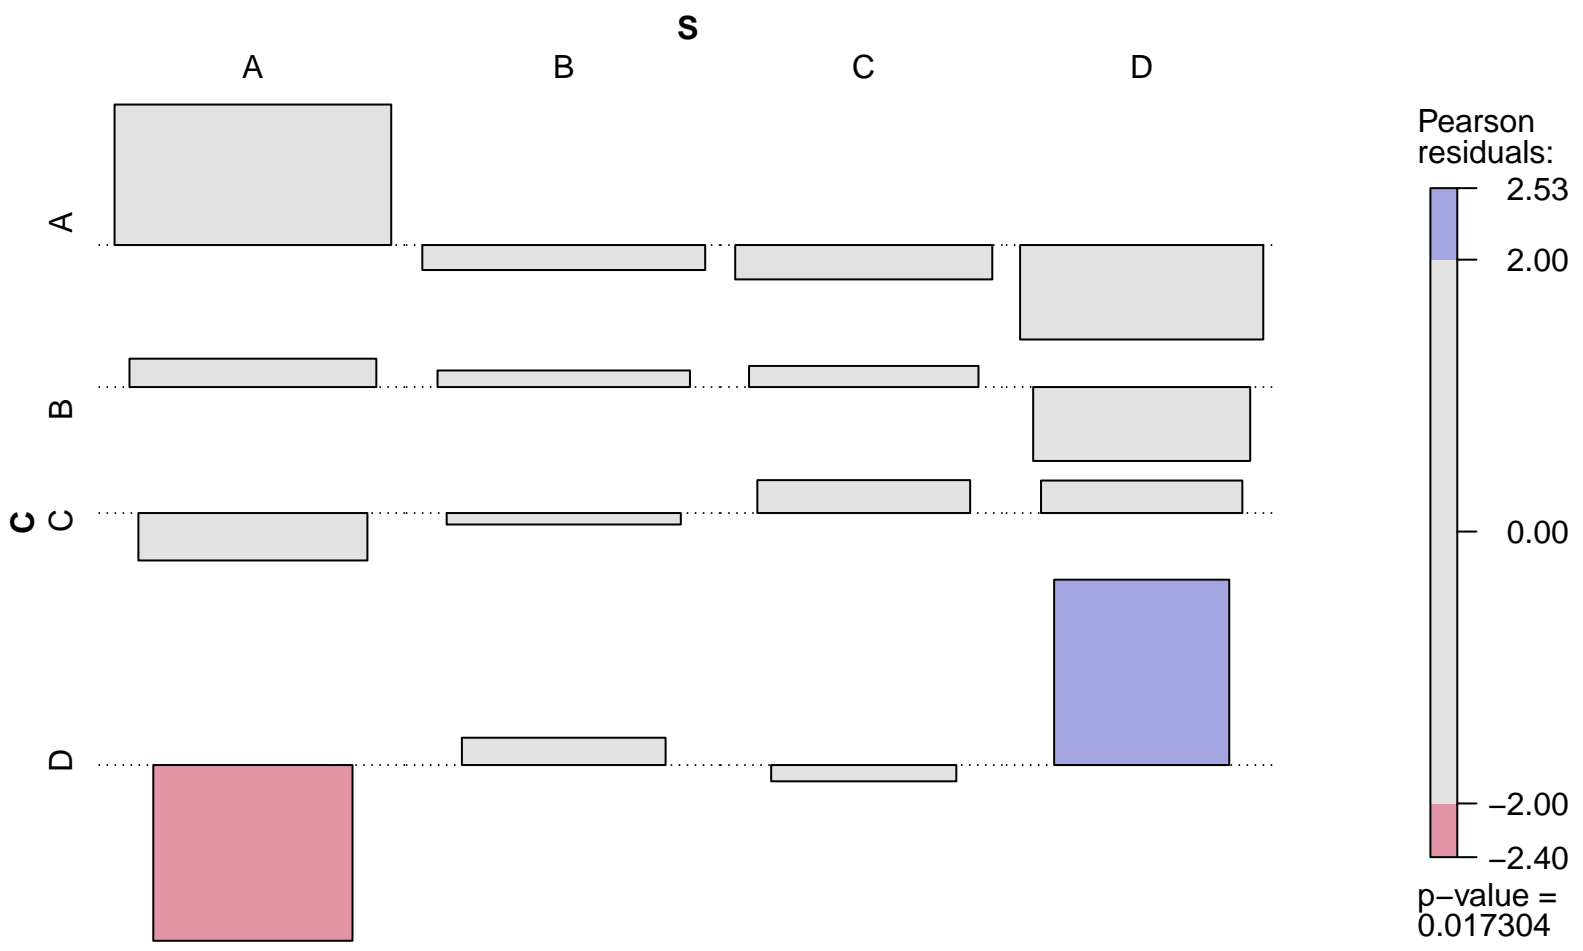 S
A B C D
A
B
C
C
D
Pearson
residuals:
2.53
2.00
0.00
−2.00
−2.40
p−value =
0.017304